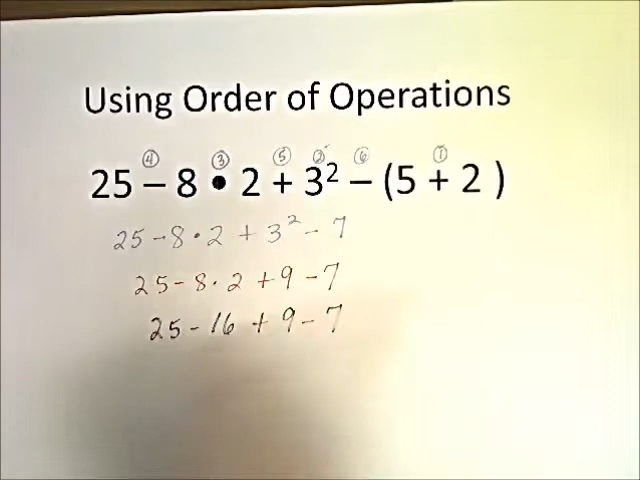 Using Order of Operations
④ ③ ⑤ ② ⑥ ①
25 – 8 • 2 + 3² – (5 + 2 )
25 - 8 · 2 + 3² - 7
25 - 8 · 2 + 9 - 7
25 - 16 + 9 - 7